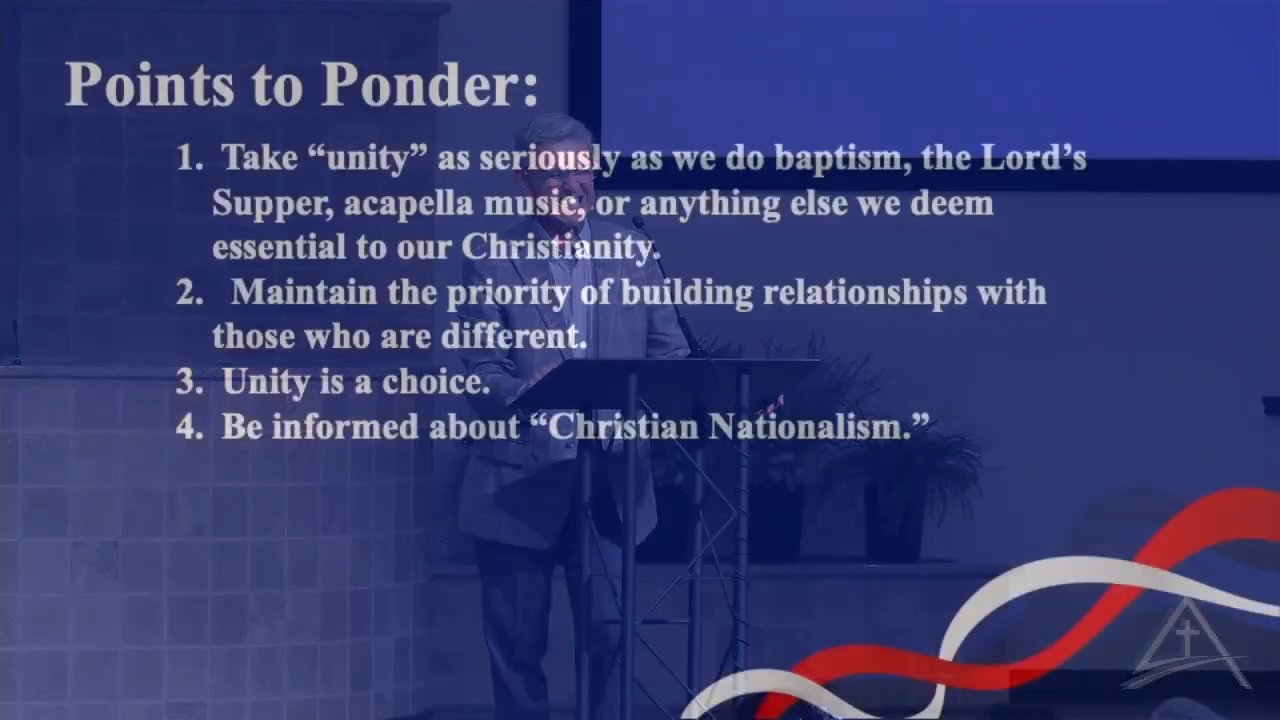 Points to Ponder:
1. Take “unity” as seriously as we do baptism, the Lord’s
Supper, acapella music, or anything else we deem
essential to our Christianity.
2. Maintain the priority of building relationships with
those who are different.
3. Unity is a choice.
4. Be informed about “Christian Nationalism.”